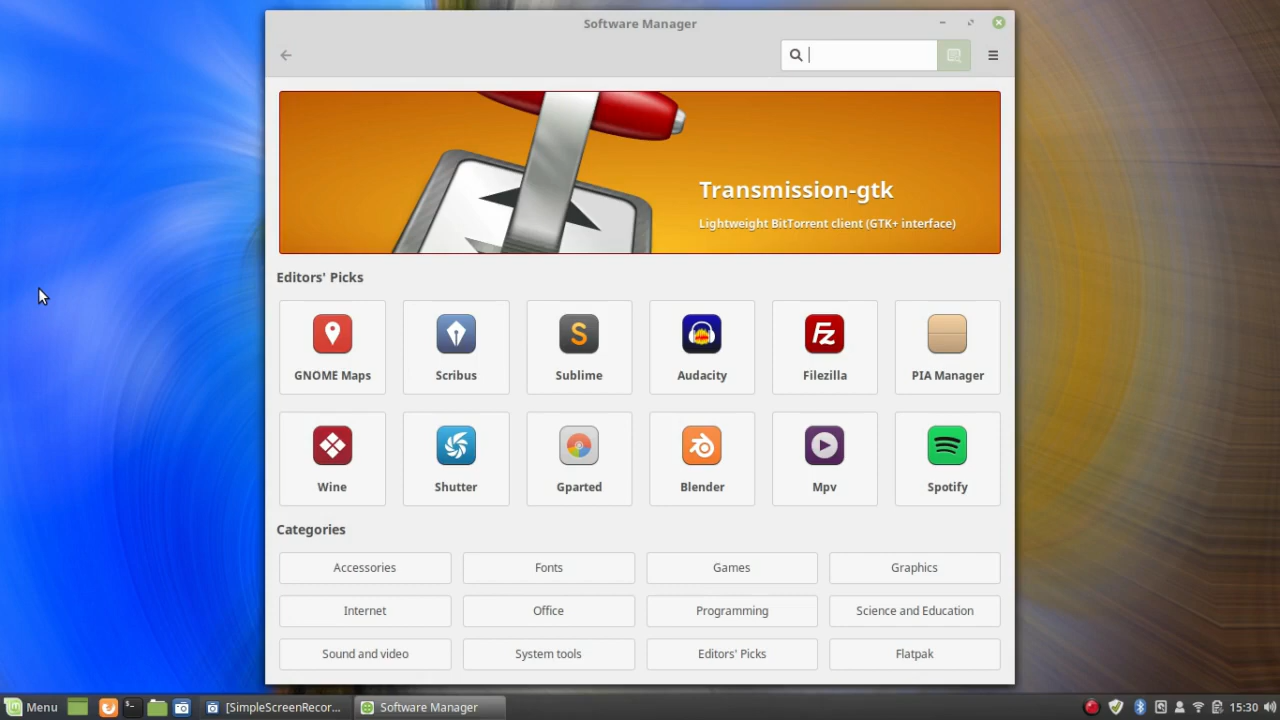 Software Manager
Transmission-gtk
Lightweight BitTorrent client (GTK+ interface)
Editors' Picks
GNOME Maps
Scribus
Sublime
Audacity
Filezilla
PIA Manager
Wine
Shutter
Gparted
Blender
Mpv
Spotify
Categories
Accessories
Fonts
Games
Graphics
Internet
Office
Programming
Science and Education
Sound and video
System tools
Editors' Picks
Flatpak
Menu
[SimpleScreenRecor...
Software Manager
15:30